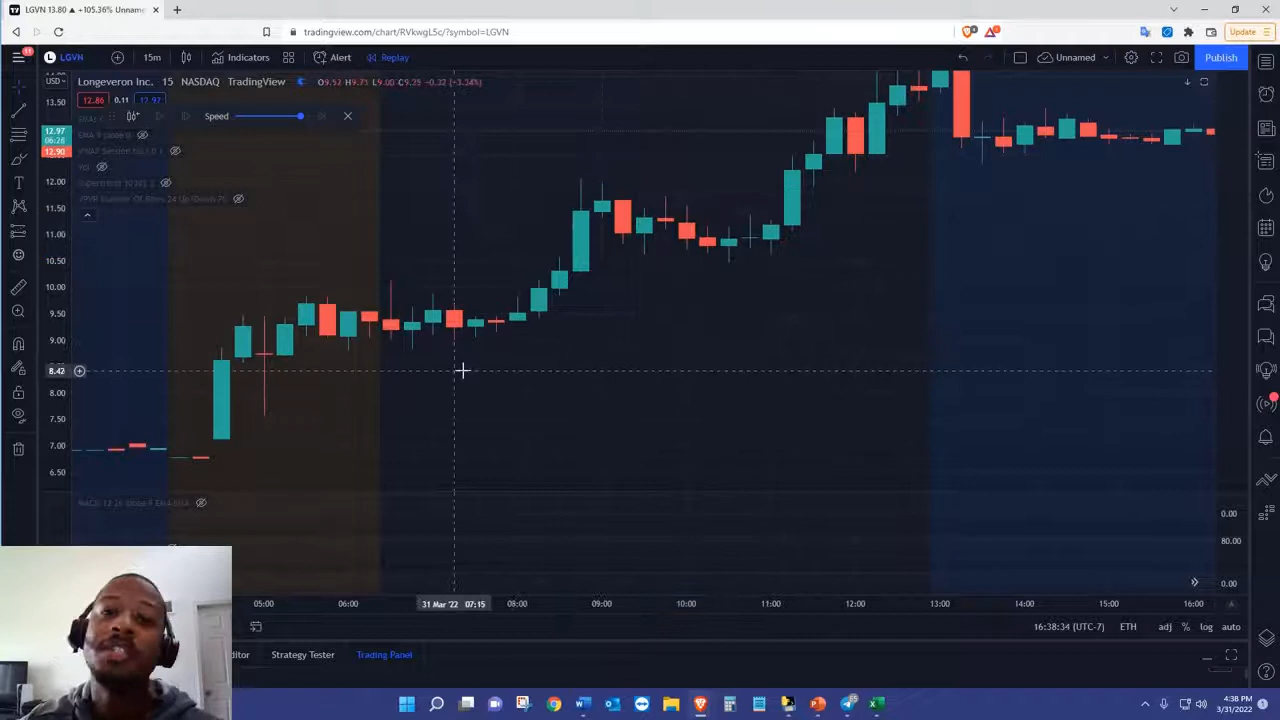 LGVN 13.80 ▲ +105.36% Unname
tradingview.com/chart/RVkwgL5c/?symbol=LGVN
Update
11
LGVN
15m
Indicators
Alert
Replay
Unnamed
Publish
USD
Longeveron Inc. 15 NASDAQ TradingView
12.86 0.11 12.97
Speed
13.50
12.97
06:28
12.90
12.00
11.50
11.00
10.50
10.00
9.50
9.00
8.42
8.00
7.50
7.00
6.50
0.00
80.00
0.00
05:00
06:00
31 Mar '22 07:15
08:00
09:00
10:00
11:00
12:00
13:00
14:00
15:00
16:00
16:38:34 (UTC-7)
ETH
adj
%
log
auto
Strategy Tester
Trading Panel
4:38 PM
3/31/2022